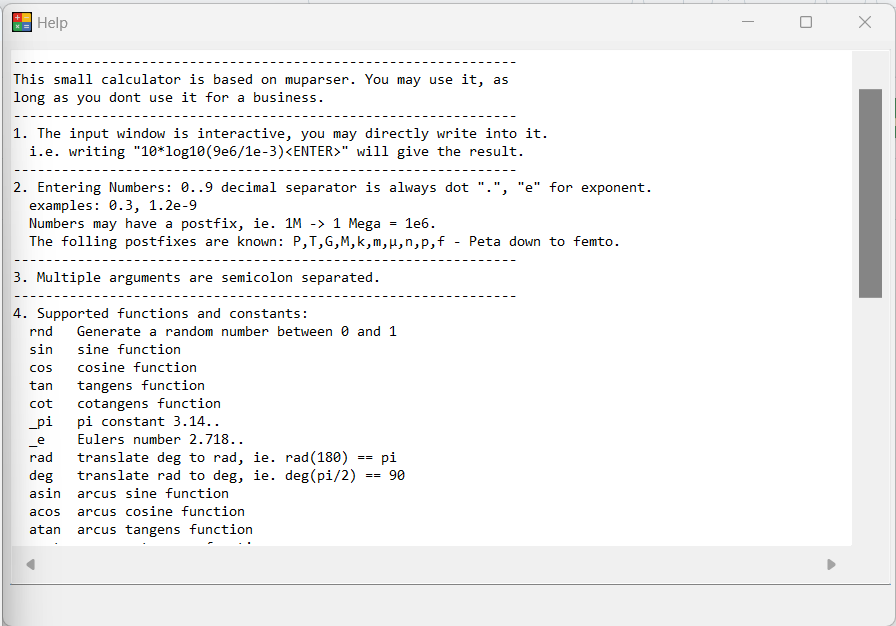 Help
---------------------------------------------------------------
This small calculator is based on muparser. You may use it, as
long as you dont use it for a business.
---------------------------------------------------------------
1. The input window is interactive, you may directly write into it.
  i.e. writing "10*log10(9e6/1e-3)<ENTER>" will give the result.
---------------------------------------------------------------
2. Entering Numbers: 0..9 decimal separator is always dot ".", "e" for exponent.
  examples: 0.3, 1.2e-9
  Numbers may have a postfix, ie. 1M -> 1 Mega = 1e6.
  The folling postfixes are known: P,T,G,M,k,m,µ,n,p,f - Peta down to femto.
---------------------------------------------------------------
3. Multiple arguments are semicolon separated.
---------------------------------------------------------------
4. Supported functions and constants:
  rnd   Generate a random number between 0 and 1
  sin   sine function
  cos   cosine function
  tan   tangens function
  cot   cotangens function
  _pi   pi constant 3.14..
  _e    Eulers number 2.718..
  rad   translate deg to rad, ie. rad(180) == pi
  deg   translate rad to deg, ie. deg(pi/2) == 90
  asin  arcus sine function
  acos  arcus cosine function
  atan  arcus tangens function